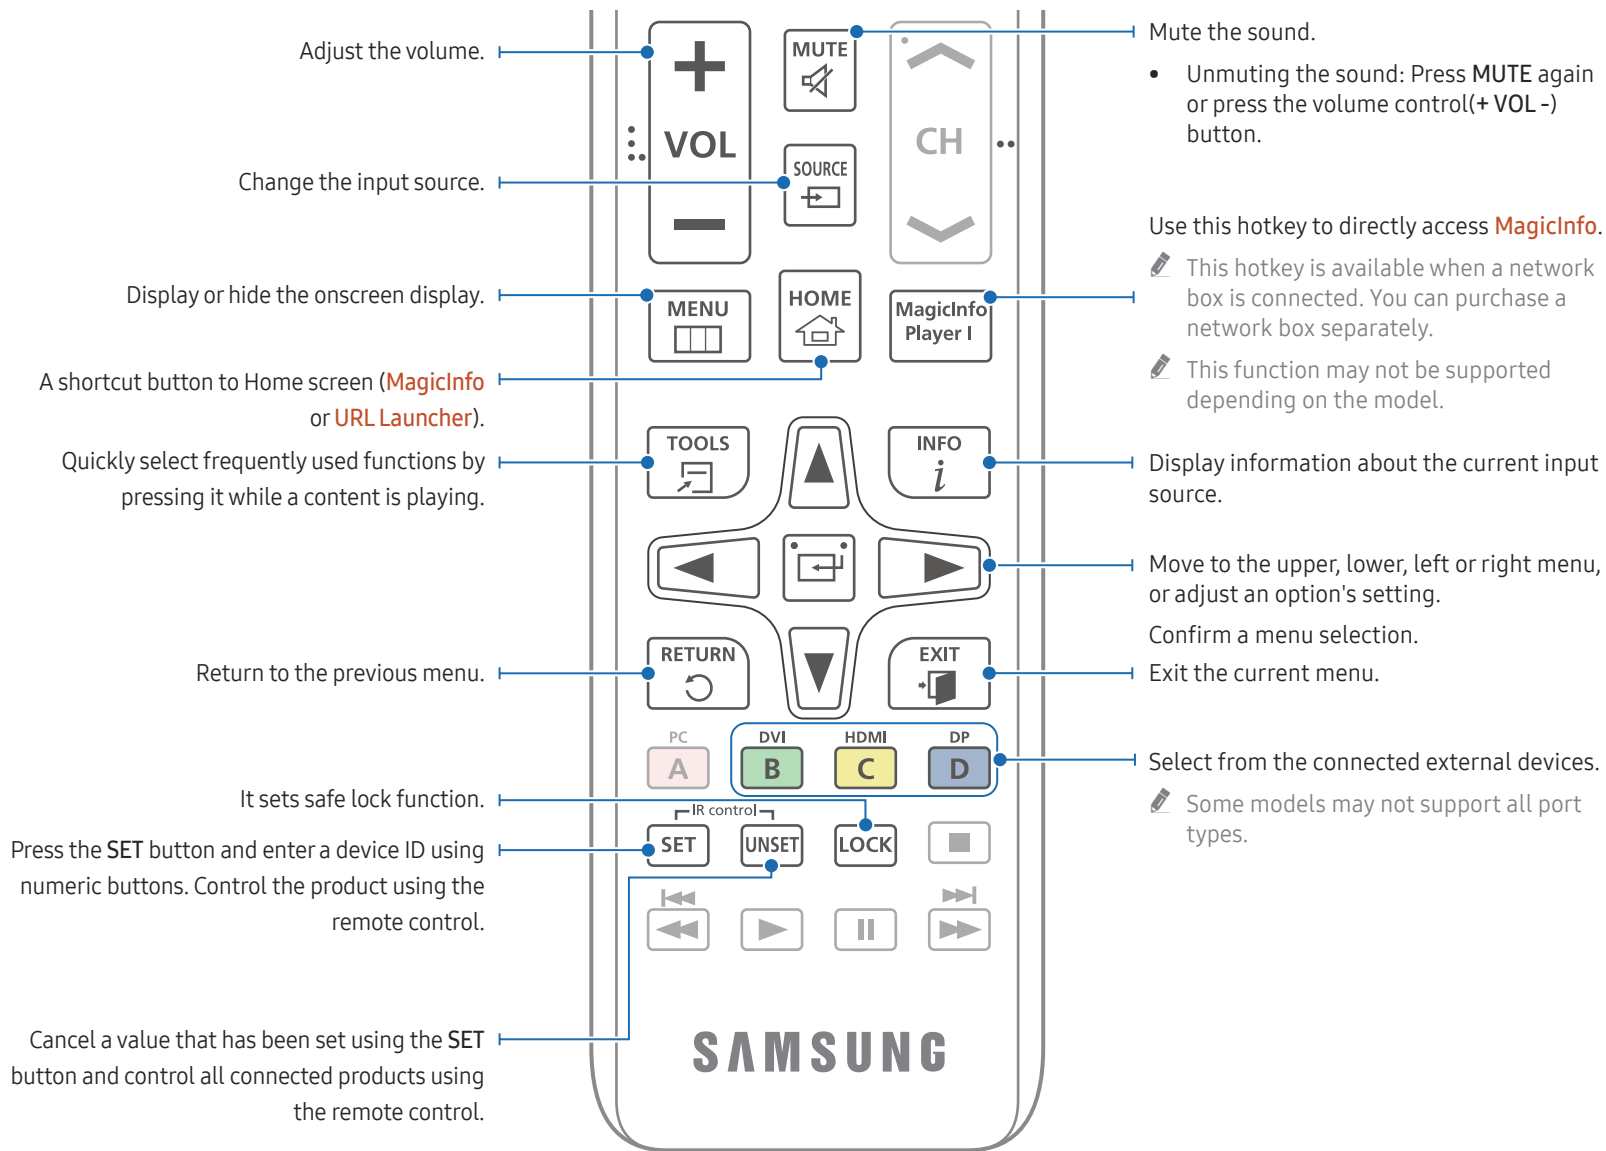 Adjust the volume.
Change the input source.
Display or hide the onscreen display.
A shortcut button to Home screen (MagicInfo
or URL Launcher).
Quickly select frequently used functions by
pressing it while a content is playing.
Return to the previous menu.
It sets safe lock function.
Press the SET button and enter a device ID using
numeric buttons. Control the product using the
remote control.
Cancel a value that has been set using the SET
button and control all connected products using
the remote control.
VOL
MUTE
CH
SOURCE
MENU
HOME
MagicInfo
Player I
TOOLS
INFO
i
RETURN
EXIT
PC
DVI
HDMI
DP
A
B
C
D
IR control
SET
UNSET
LOCK
SAMSUNG
Mute the sound.
• Unmuting the sound: Press MUTE again
or press the volume control(+ VOL -)
button.
Use this hotkey to directly access MagicInfo.
This hotkey is available when a network
box is connected. You can purchase a
network box separately.
This function may not be supported
depending on the model.
Display information about the current input
source.
Move to the upper, lower, left or right menu,
or adjust an option's setting.
Confirm a menu selection.
Exit the current menu.
Select from the connected external devices.
Some models may not support all port
types.